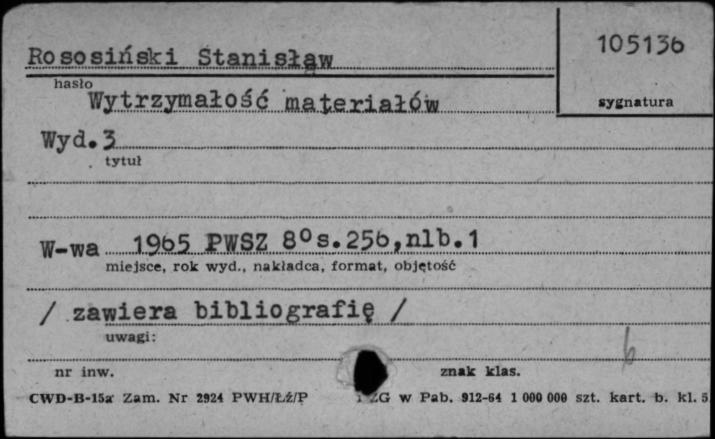 Rososiński Stanisław
105136
hasło
sygnatura
Wytrzymałość materiałów
Wyd.3
tytuł
W-wa 1965 PWSZ 8º s.256,nlb.1
miejsce, rok wyd., nakładca, format, objętość
/ zawiera bibliografię /
uwagi:
b
nr inw. znak klas.
CWD-B-15a Zam. Nr 2924 PWH/Łź/P ZG w Pab. 912-64 1 000 000 szt. kart. b. kl. 5